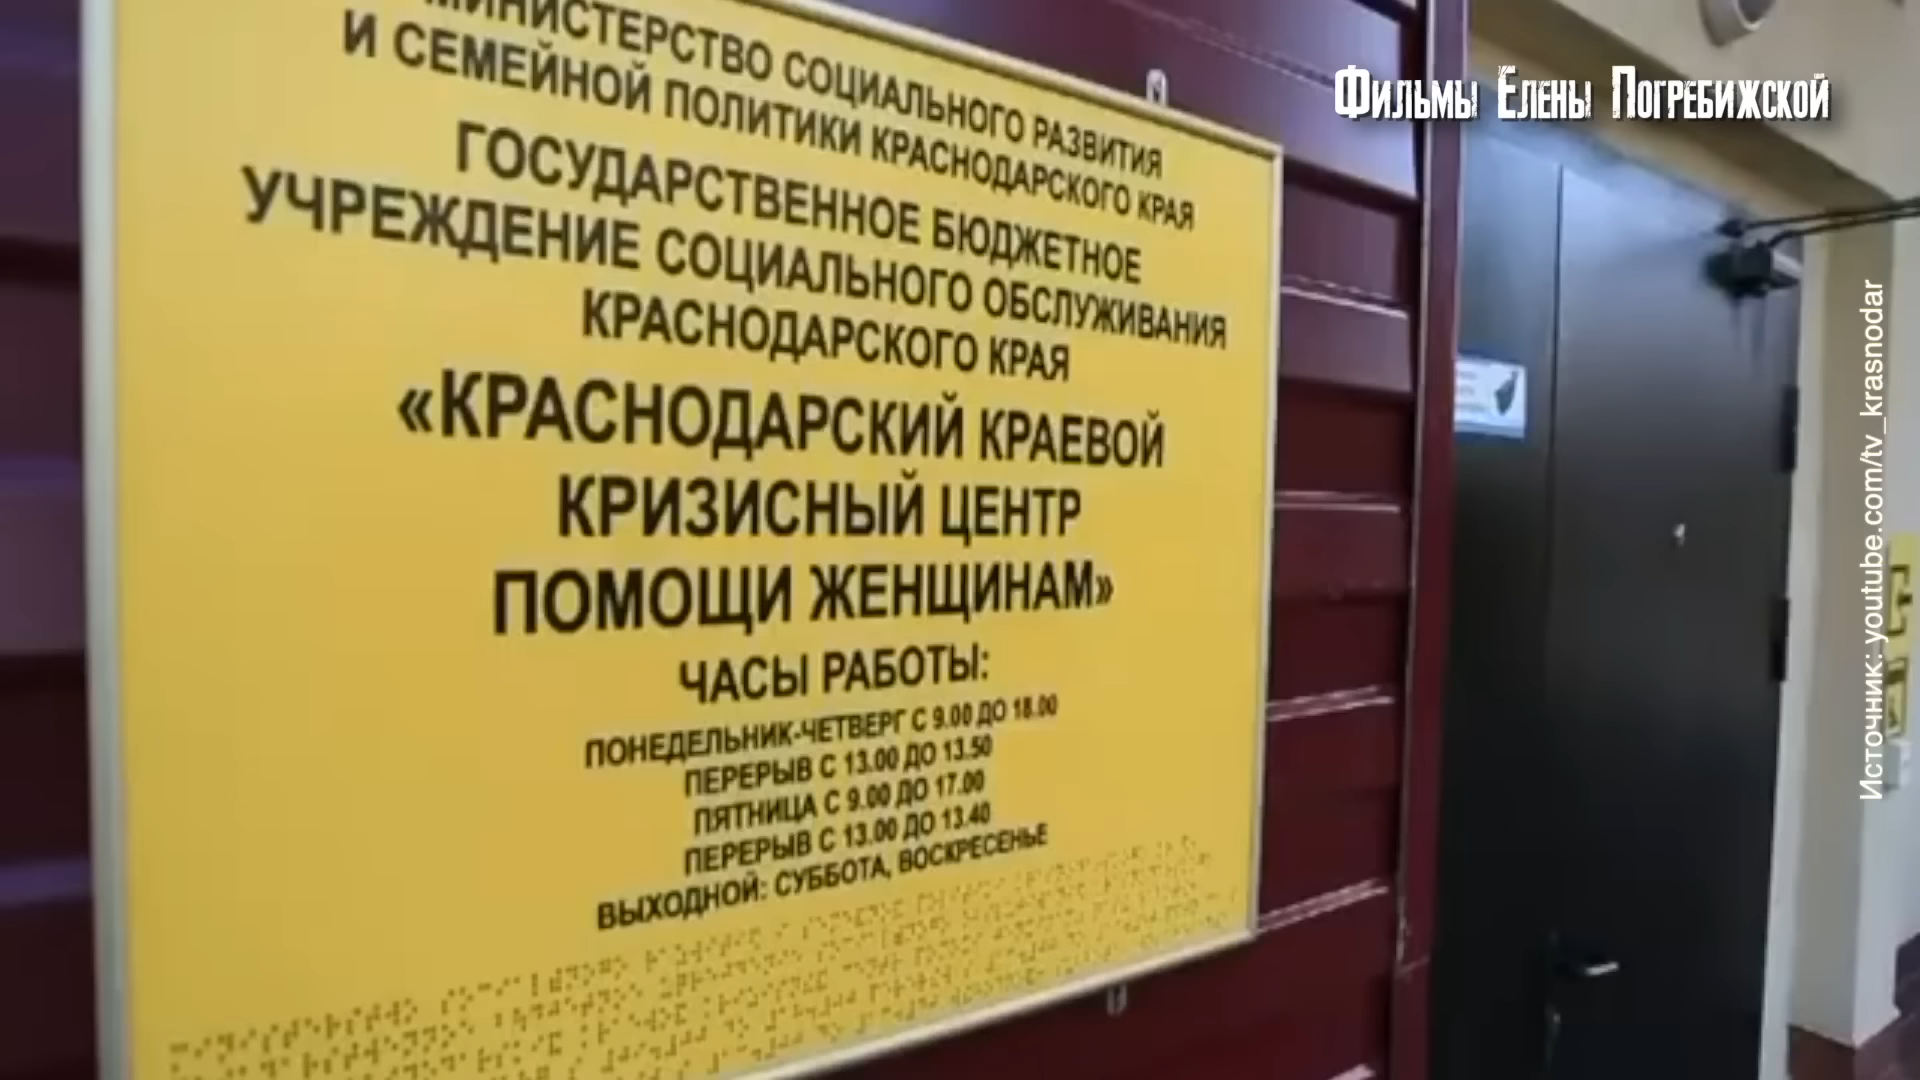 МИНИСТЕРСТВО СОЦИАЛЬНОГО РАЗВИТИЯ
И СЕМЕЙНОЙ ПОЛИТИКИ КРАСНОДАРСКОГО КРАЯ
ГОСУДАРСТВЕННОЕ БЮДЖЕТНОЕ
УЧРЕЖДЕНИЕ СОЦИАЛЬНОГО ОБСЛУЖИВАНИЯ
КРАСНОДАРСКОГО КРАЯ
«КРАСНОДАРСКИЙ КРАЕВОЙ
КРИЗИСНЫЙ ЦЕНТР
ПОМОЩИ ЖЕНЩИНАМ»
ЧАСЫ РАБОТЫ:
ПОНЕДЕЛЬНИК-ЧЕТВЕРГ С 9.00 ДО 18.00
ПЕРЕРЫВ С 13.00 ДО 13.50
ПЯТНИЦА С 9.00 ДО 17.00
ПЕРЕРЫВ С 13.00 ДО 13.40
ВЫХОДНОЙ: СУББОТА, ВОСКРЕСЕНЬЕ
Фильмы Елены Погребижской
Источник: youtube.com/tv_krasnodar